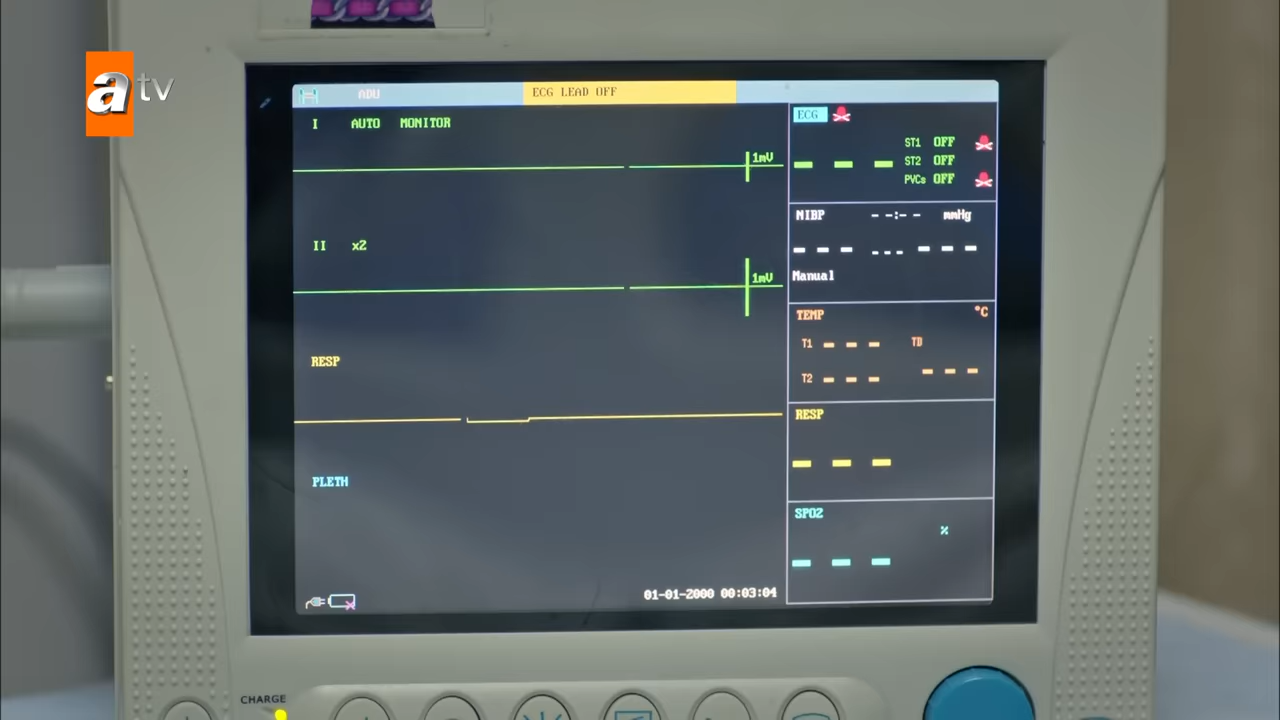 atv
ADU
ECG LEAD OFF
I AUTO MONITOR
1mV
II x2
1mV
RESP
PLETH
01-01-2000 00:03:04
ECG
ST1 OFF
ST2 OFF
PVCs OFF
- - -
NIBP --:-- mmHg
- - - --- - - -
Manual
TEMP °C
T1 - - - TD
T2 - - - - - -
RESP
- - -
SPO2
%
- - -
CHARGE